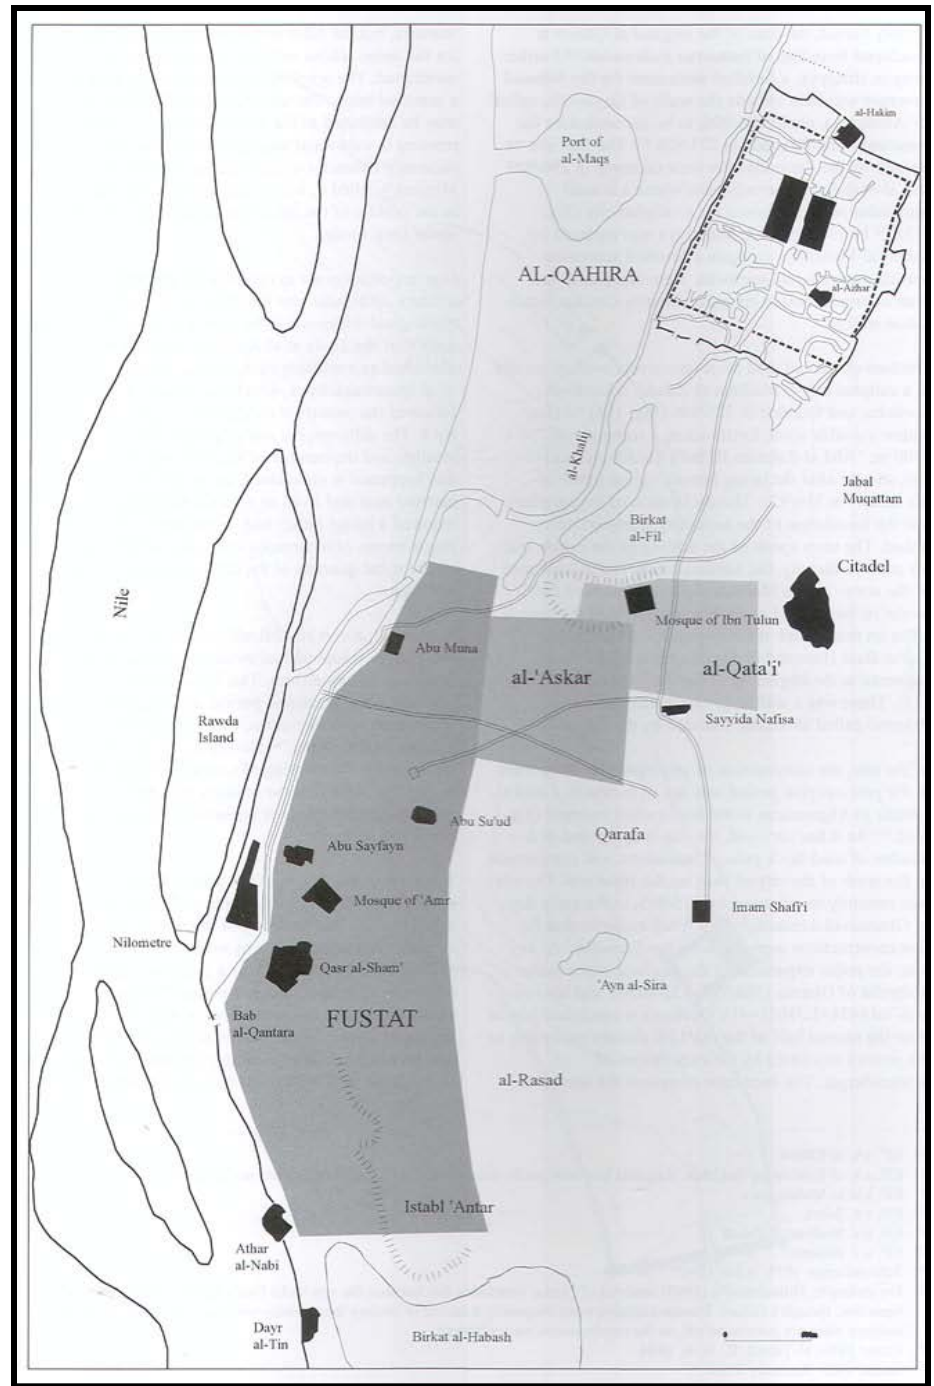 al-Hakim
Port of
al-Maqs
AL-QAHIRA
al-Azhar
al-Khalij
Jabal
Muqattam
Birkat
al-Fil
Citadel
Nile
Mosque of Ibn Tulun
Abu Muna
al-'Askar
al-Qata'i'
Rawda
Island
Sayyida Nafisa
Abu Su'ud
Qarafa
Abu Sayfayn
Mosque of 'Amr
Imam Shafi'i
Nilometre
Qasr al-Sham'
'Ayn al-Sira
Bab
al-Qantara
FUSTAT
al-Rasad
Istabl 'Antar
Athar
al-Nabi
Dayr
al-Tin
Birkat al-Habash